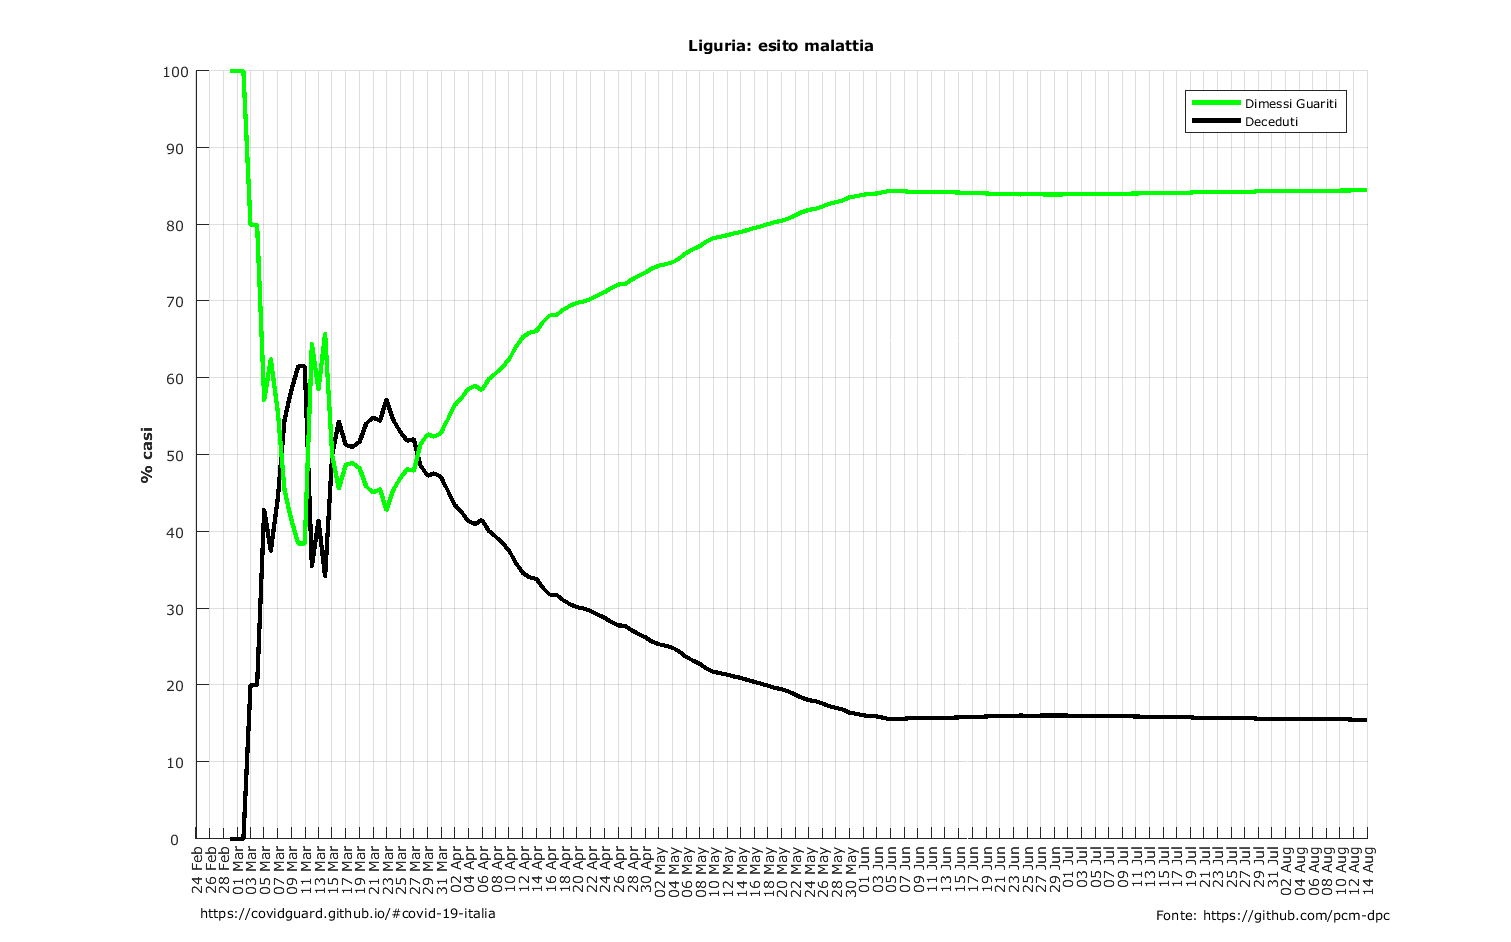 Liguria: esito malattia
Dimessi Guariti
Deceduti
% casi
100
90
80
70
60
50
40
30
20
10
0
24 Feb
26 Feb
28 Feb
01 Mar
03 Mar
05 Mar
07 Mar
09 Mar
11 Mar
13 Mar
15 Mar
17 Mar
19 Mar
21 Mar
23 Mar
25 Mar
27 Mar
29 Mar
31 Mar
02 Apr
04 Apr
06 Apr
08 Apr
10 Apr
12 Apr
14 Apr
16 Apr
18 Apr
20 Apr
22 Apr
24 Apr
26 Apr
28 Apr
30 Apr
02 May
04 May
06 May
08 May
10 May
12 May
14 May
16 May
18 May
20 May
22 May
24 May
26 May
28 May
30 May
01 Jun
03 Jun
05 Jun
07 Jun
09 Jun
11 Jun
13 Jun
15 Jun
17 Jun
19 Jun
21 Jun
23 Jun
25 Jun
27 Jun
29 Jun
01 Jul
03 Jul
05 Jul
07 Jul
09 Jul
11 Jul
13 Jul
15 Jul
17 Jul
19 Jul
21 Jul
23 Jul
25 Jul
27 Jul
29 Jul
31 Jul
02 Aug
04 Aug
06 Aug
08 Aug
10 Aug
12 Aug
14 Aug
https://covidguard.github.io/#covid-19-italia
Fonte: https://github.com/pcm-dpc